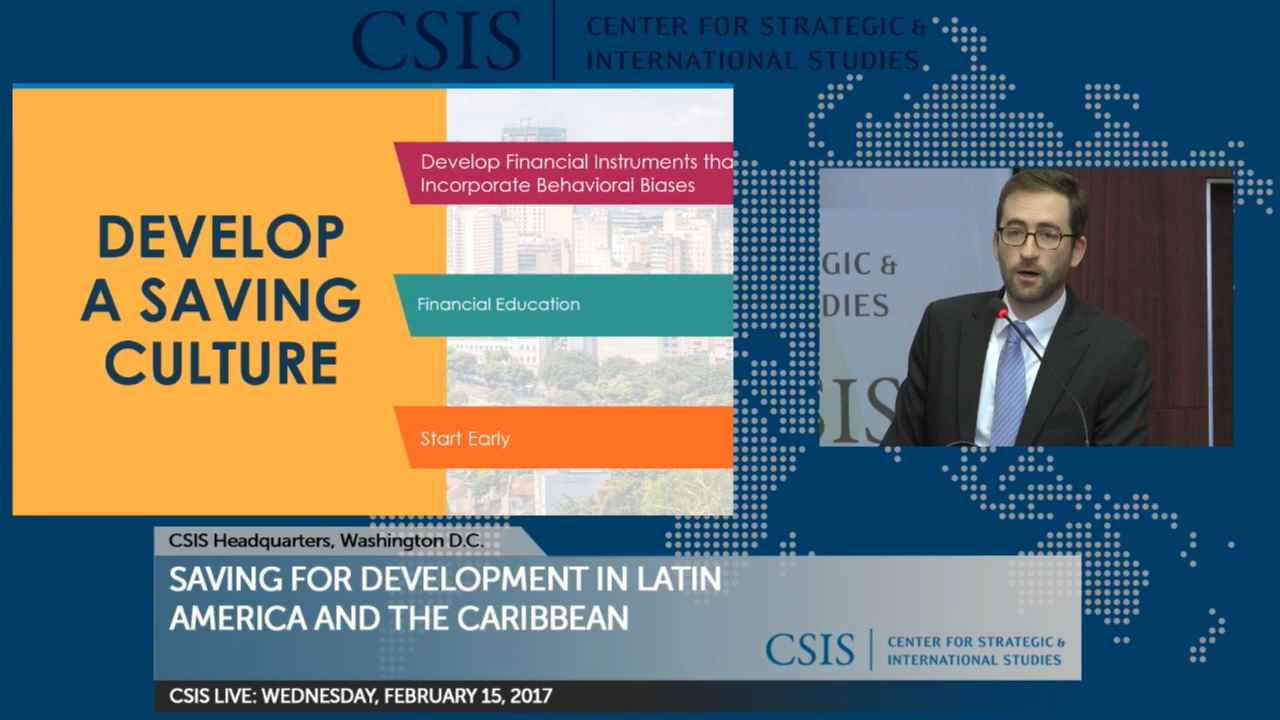 CSIS
CENTER FOR STRATEGIC &
INTERNATIONAL STUDIES
DEVELOP
A SAVING
CULTURE
Develop Financial Instruments tha
Incorporate Behavioral Biases
Financial Education
Start Early
GIC &
DIES
SIS
CSIS Headquarters, Washington D.C.
SAVING FOR DEVELOPMENT IN LATIN
AMERICA AND THE CARIBBEAN
CSIS
CENTER FOR STRATEGIC &
INTERNATIONAL STUDIES
CSIS LIVE: WEDNESDAY, FEBRUARY 15, 2017